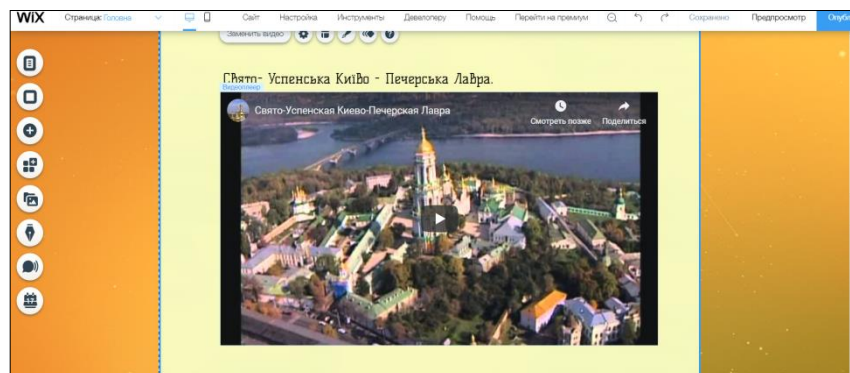 WiX Страница: Головна Сайт Настройка Инструменты Девелоперу Помощь Перейти на премиум Сохранено Предпросмотр
Заменить видео
Свято- Успенська Київо - Печерська Лавра.
Видеоплеер
Свято-Успенская Киево-Печерская Лавра
Смотреть позже Поделиться